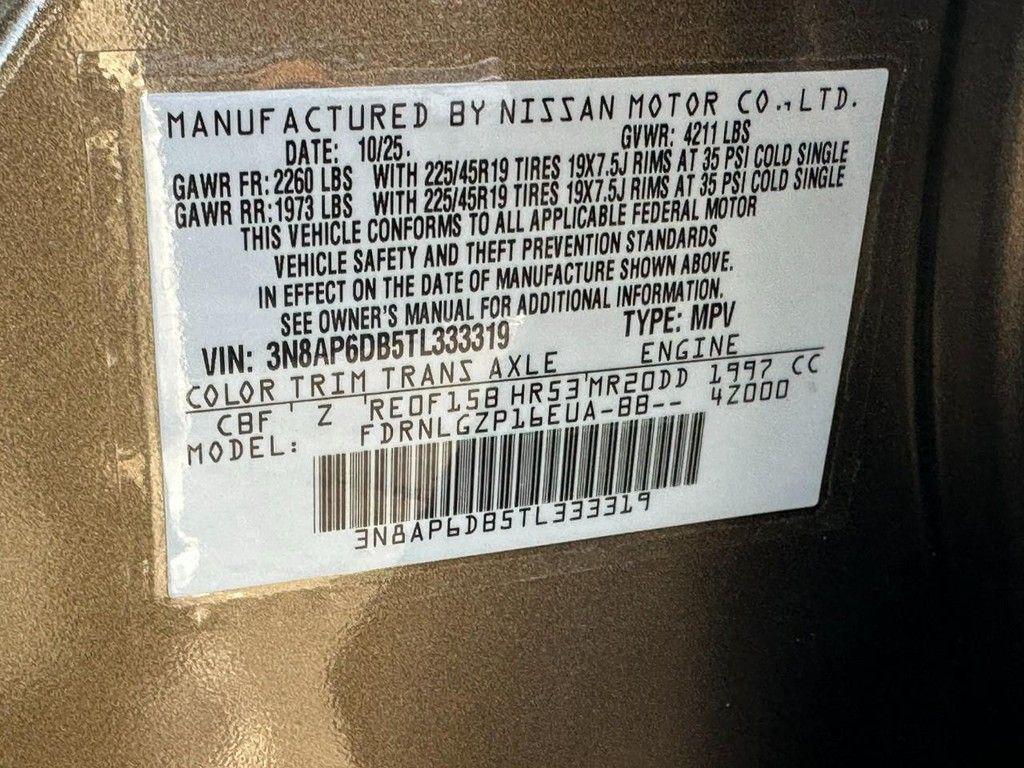 MANUFACTURED BY NISSAN MOTOR CO., LTD.
DATE: 10/25. GVWR: 4211 LBS
GAWR FR: 2260 LBS WITH 225/45R19 TIRES 19X7.5J RIMS AT 35 PSI COLD SINGLE
GAWR RR: 1973 LBS WITH 225/45R19 TIRES 19X7.5J RIMS AT 35 PSI COLD SINGLE
THIS VEHICLE CONFORMS TO ALL APPLICABLE FEDERAL MOTOR
VEHICLE SAFETY AND THEFT PREVENTION STANDARDS
IN EFFECT ON THE DATE OF MANUFACTURE SHOWN ABOVE.
SEE OWNER'S MANUAL FOR ADDITIONAL INFORMATION.
VIN: 3N8AP6DB5TL333319 TYPE: MPV
COLOR TRIM TRANS AXLE ENGINE
CBF Z RE0F15B HR53 MR20DD 1997 CC
MODEL: FDRNLGZP16EUA-BB-- 4Z000
3N8AP6DB5TL333319